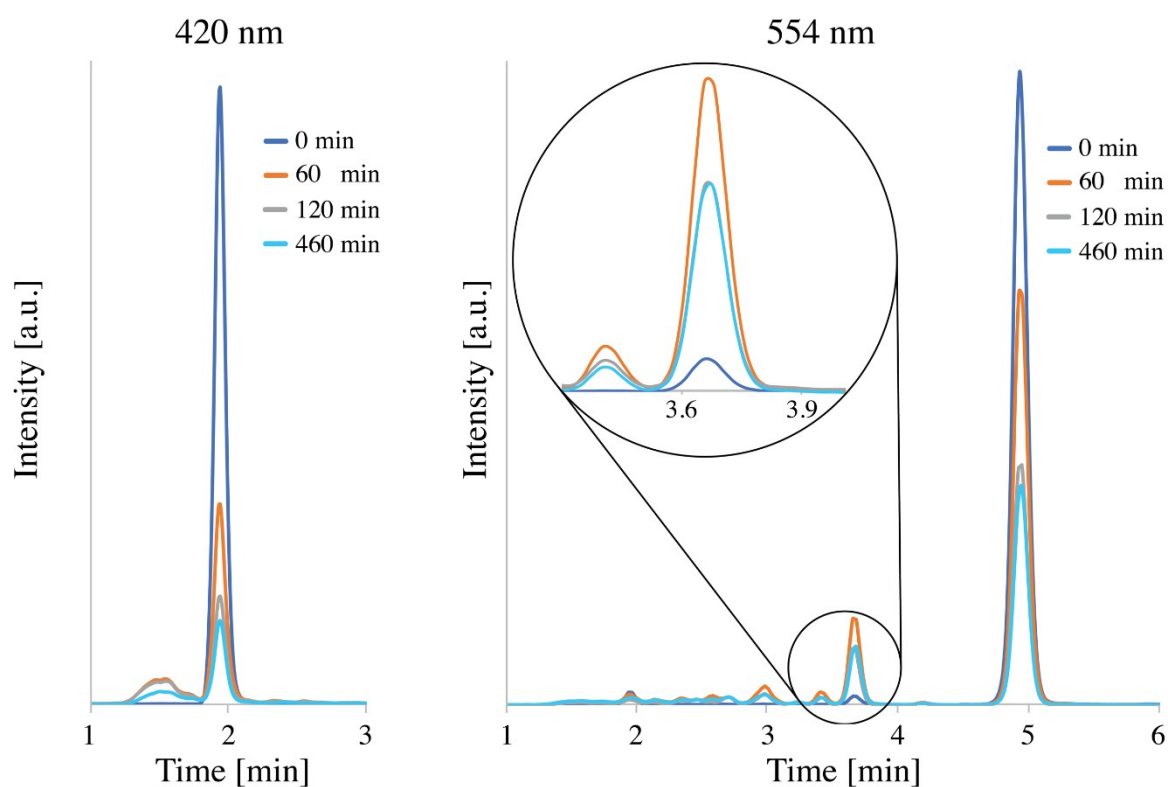 420 nm
Intensity [a.u.]
0 min
60 min
120 min
460 min
1
2
3
Time [min]
554 nm
Intensity [a.u.]
3.6
3.9
0 min
60 min
120 min
460 min
1
2
3
4
5
6
Time [min]